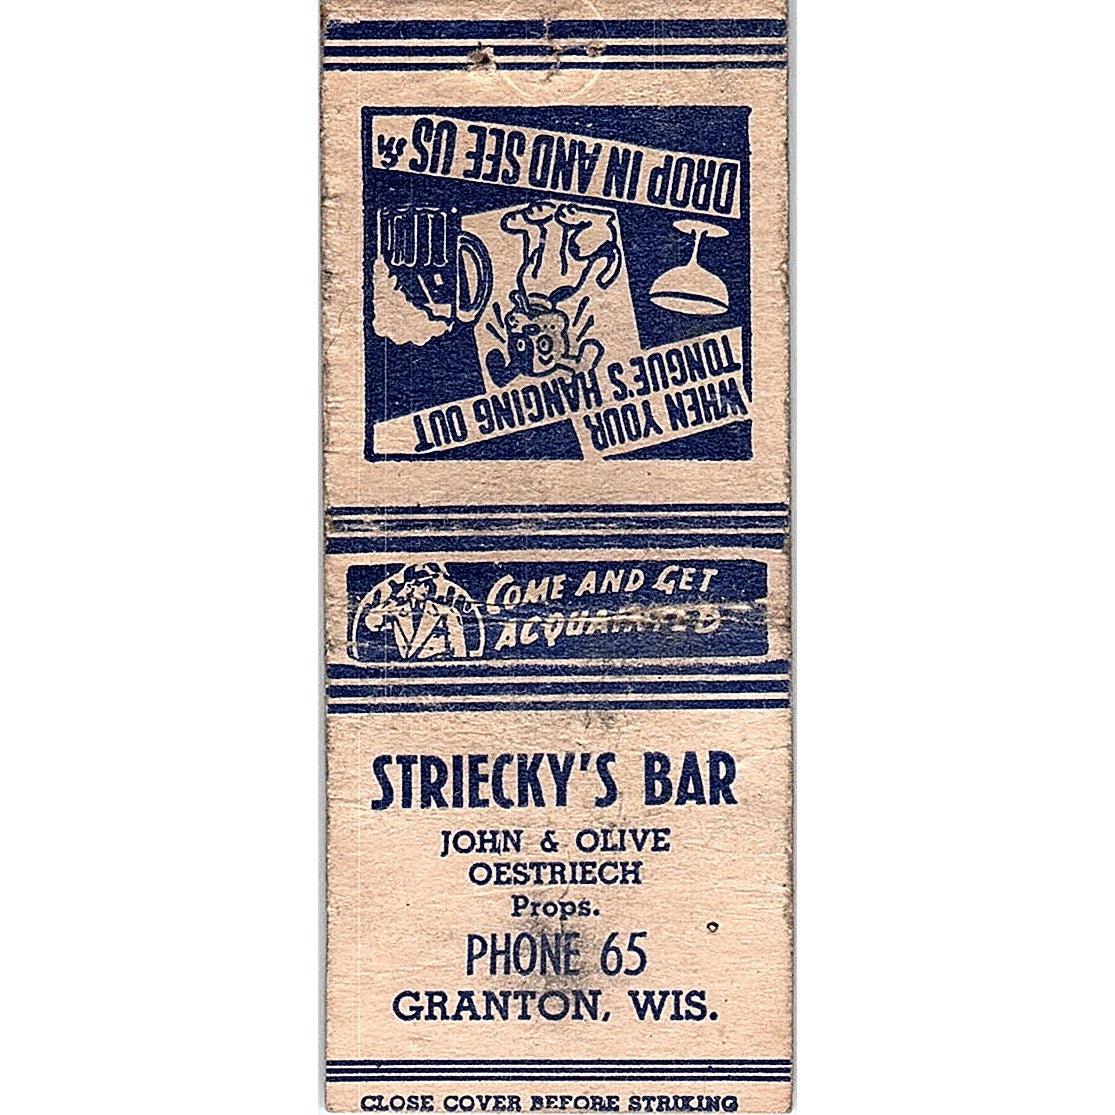 WHEN YOUR
TONGUE'S HANGING OUT
DROP IN AND SEE US
COME AND GET
ACQUAINTED
STRIECKY'S BAR
JOHN & OLIVE
OESTRIECH
Props.
PHONE 65
GRANTON, WIS.
CLOSE COVER BEFORE STRIKING